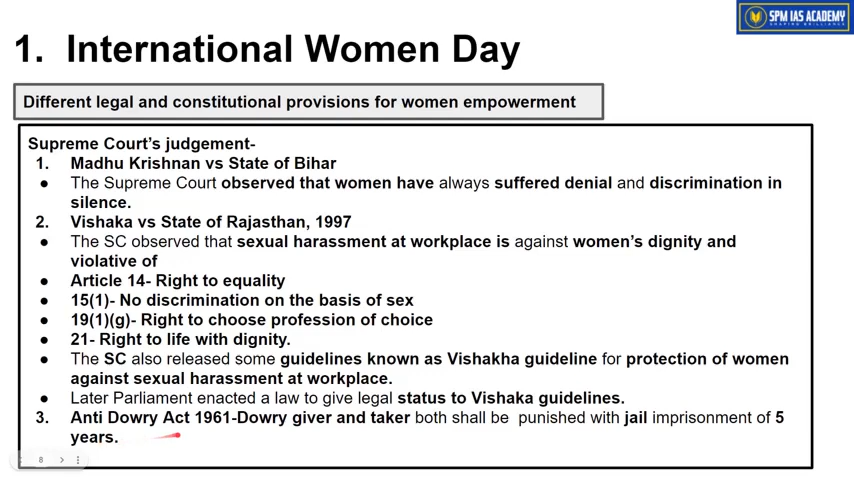 SPM IAS ACADEMY
SHAPING BRILLIANCE
1. International Women Day
Different legal and constitutional provisions for women empowerment
Supreme Court's judgement-
1. Madhu Krishnan vs State of Bihar
● The Supreme Court observed that women have always suffered denial and discrimination in
silence.
2. Vishaka vs State of Rajasthan, 1997
● The SC observed that sexual harassment at workplace is against women's dignity and
violative of
● Article 14- Right to equality
● 15(1)- No discrimination on the basis of sex
● 19(1)(g)- Right to choose profession of choice
● 21- Right to life with dignity.
● The SC also released some guidelines known as Vishakha guideline for protection of women
against sexual harassment at workplace.
● Later Parliament enacted a law to give legal status to Vishaka guidelines.
3. Anti Dowry Act 1961-Dowry giver and taker both shall be punished with jail imprisonment of 5
years.
8